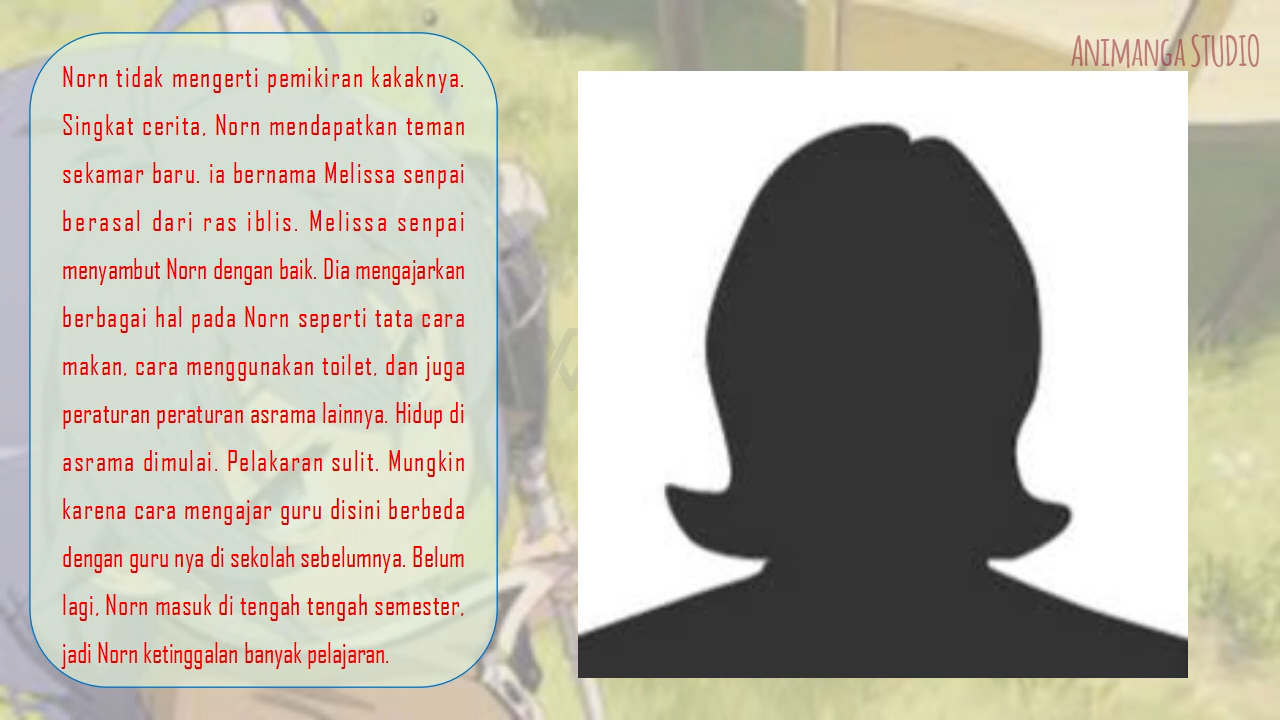 Norn tidak mengerti pemikiran kakaknya.
Singkat cerita, Norn mendapatkan teman
sekamar baru. ia bernama Melissa senpai
berasal dari ras iblis. Melissa senpai
menyambut Norn dengan baik. Dia mengajarkan
berbagai hal pada Norn seperti tata cara
makan, cara menggunakan toilet, dan juga
peraturan peraturan asrama lainnya. Hidup di
asrama dimulai. Pelakaran sulit. Mungkin
karena cara mengajar guru disini berbeda
dengan guru nya di sekolah sebelumnya. Belum
lagi, Norn masuk di tengah tengah semester,
jadi Norn ketinggalan banyak pelajaran.
ANIMANGA STUDIO